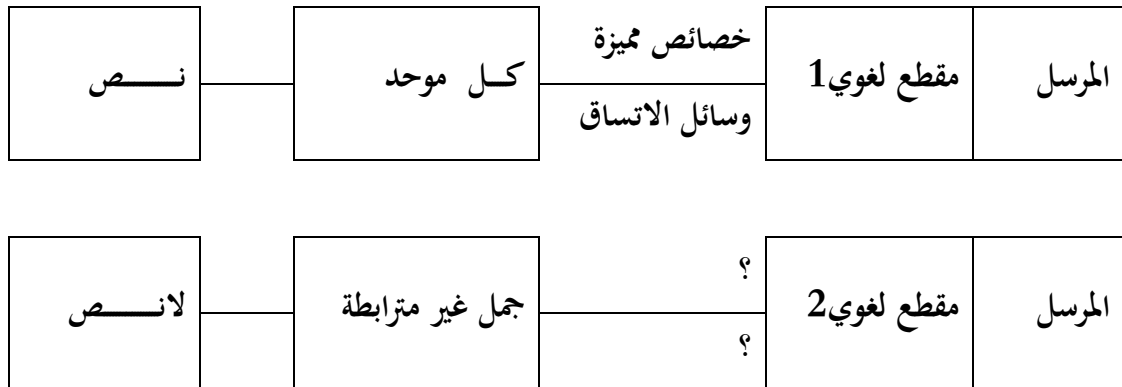 المرسل
مقطع لغوي1
خصائص مميزة
وسائل الاتساق
كل موحد
نص
المرسل
مقطع لغوي2
؟
؟
جمل غير مترابطة
لانص